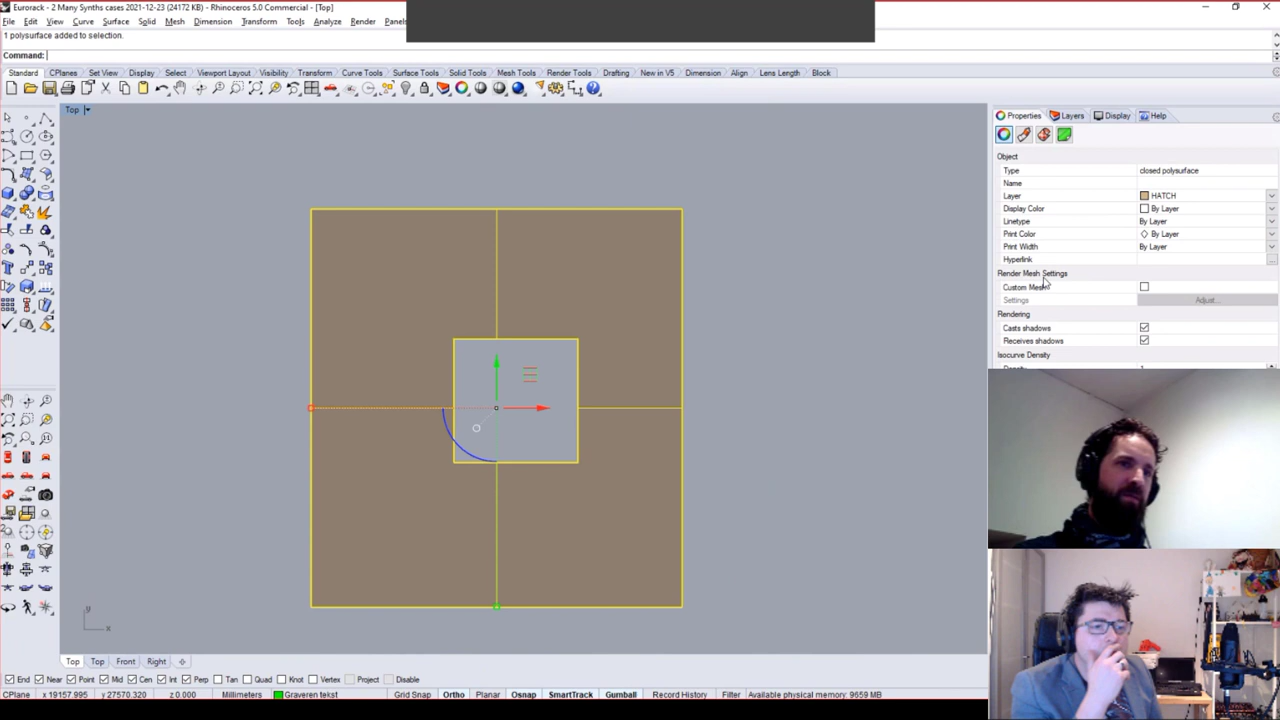 Eurorack - 2 Many Synths cases 2021-12-23 (24172 KB) - Rhinoceros 5.0 Commercial - [Top]
File Edit View Curve Surface Solid Mesh Dimension Transform Tools Analyze Render Panels
1 polysurface added to selection.
Command:
Standard CPlanes Set View Display Select Viewport Layout Visibility Transform Curve Tools Surface Tools Solid Tools Mesh Tools Render Tools Drafting New in V5 Dimension Align Lens Length Block
Top
Properties Layers Display Help
Object
Type closed polysurface
Name
Layer HATCH
Display Color By Layer
Linetype By Layer
Print Color By Layer
Print Width By Layer
Hyperlink
Render Mesh Settings
Custom Mesh
Settings Adjust...
Rendering
Casts shadows
Receives shadows
Isocurve Density
y
x
Top Top Front Right
End Near Point Mid Cen Int Perp Tan Quad Knot Vertex Project Disable
CPlane x 19157.995 y 27570.320 z 0.000 Millimeters Graveren tekst Grid Snap Ortho Planar Osnap SmartTrack Gumball Record History Filter Available physical memory: 9659 MB